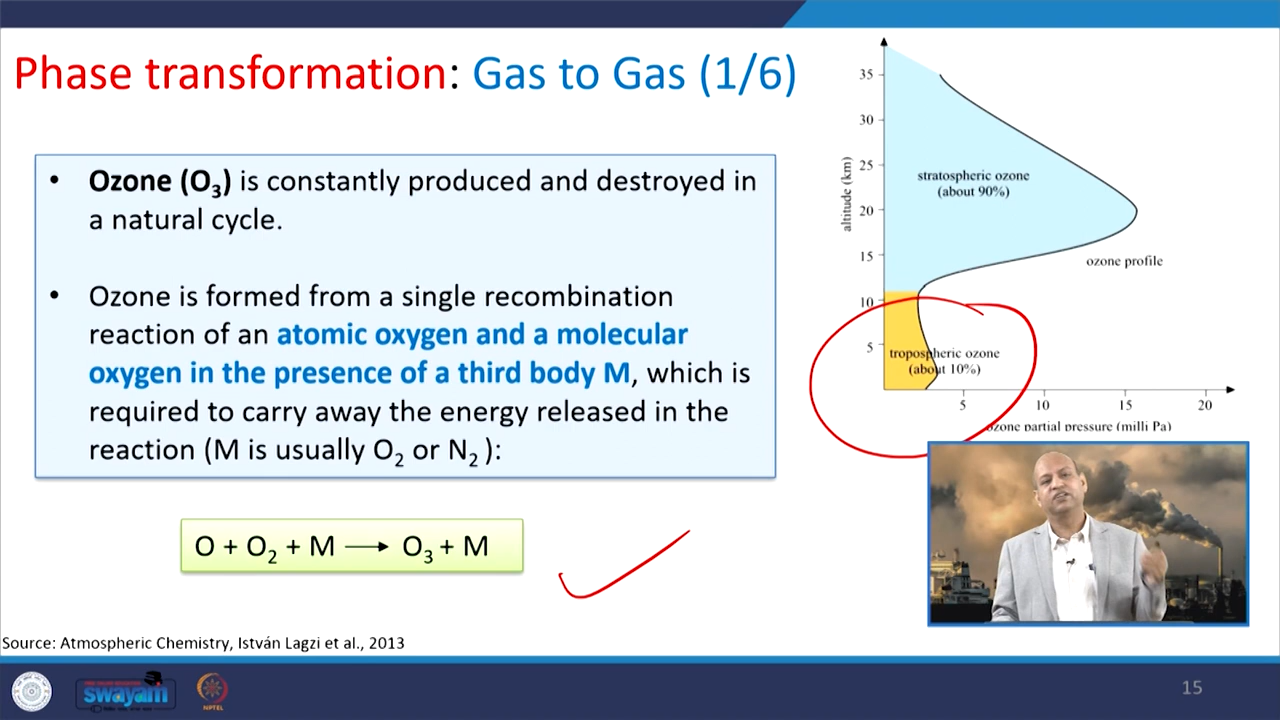 Phase transformation: Gas to Gas (1/6)
• Ozone (O₃) is constantly produced and destroyed in
a natural cycle.
• Ozone is formed from a single recombination
reaction of an atomic oxygen and a molecular
oxygen in the presence of a third body M, which is
required to carry away the energy released in the
reaction (M is usually O₂ or N₂ ):
O + O₂ + M ⟶ O₃ + M
altitude (km)
35
30
25
20
15
10
5
stratospheric ozone
(about 90%)
ozone profile
tropospheric ozone
(about 10%)
5 10 15 20
ozone partial pressure (milli Pa)
Source: Atmospheric Chemistry, István Lagzi et al., 2013
swayam
NPTEL
15